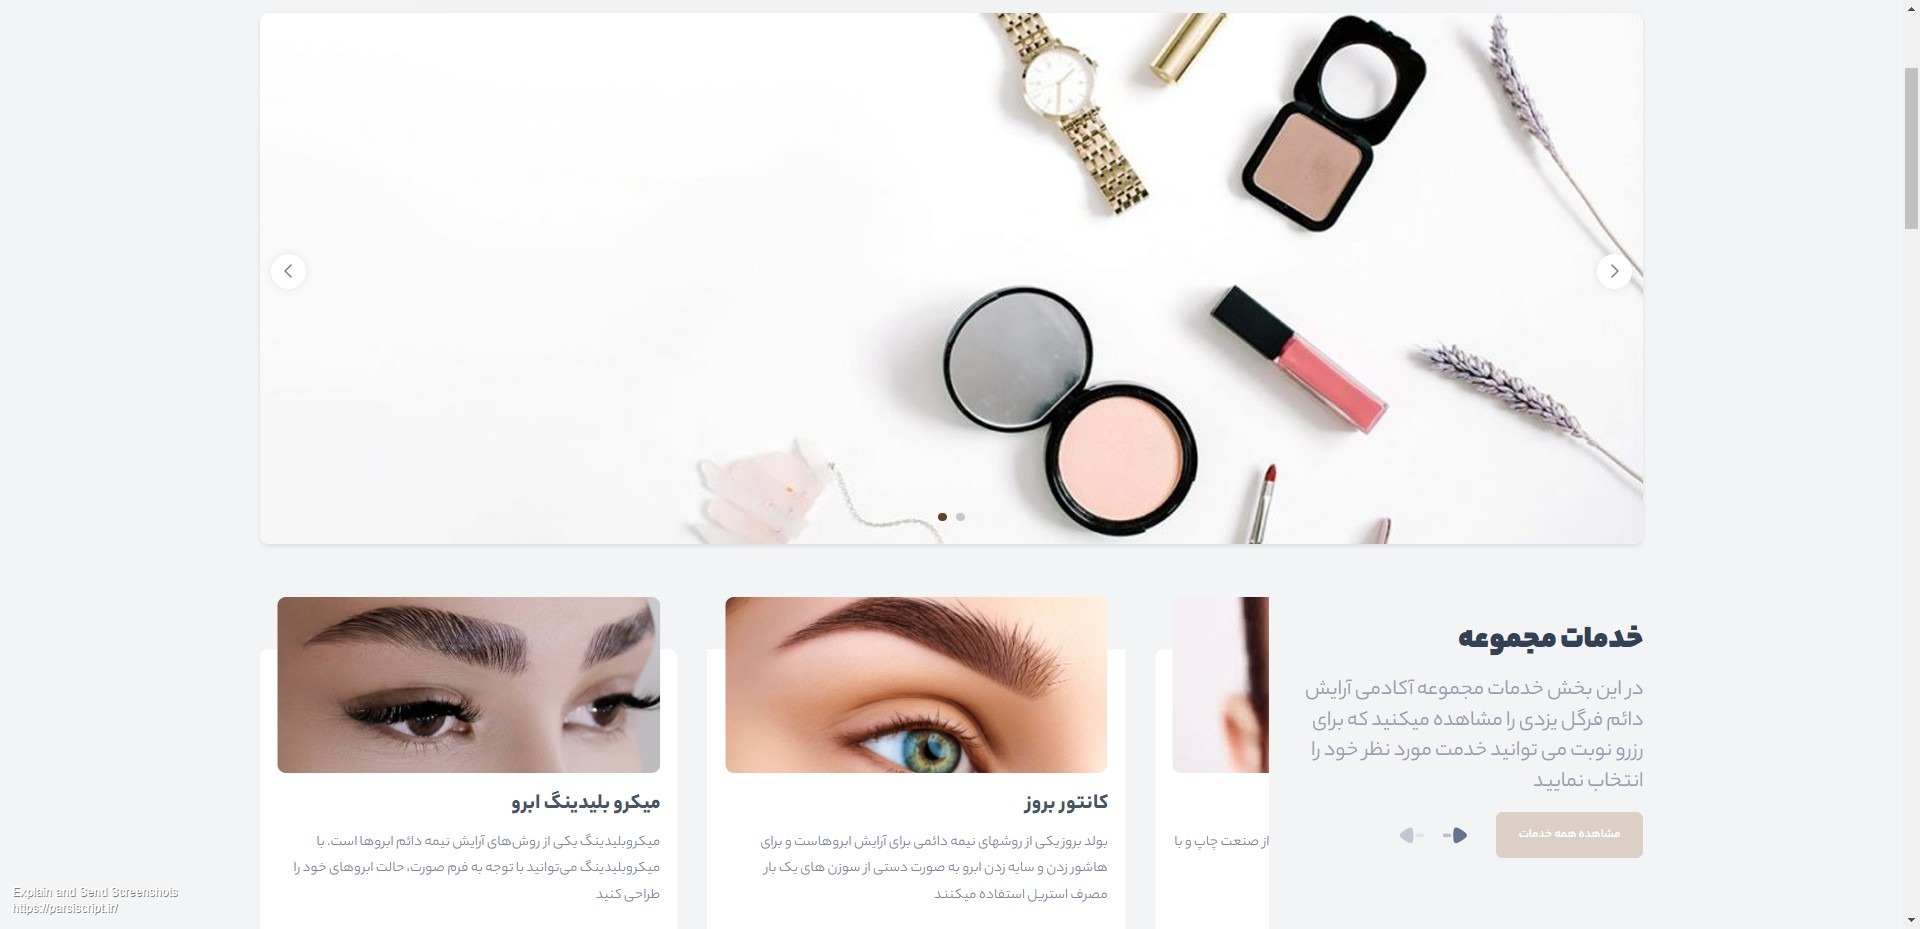 خدمات مجموعه
در این بخش خدمات مجموعه آکادمی آرایش
دائم فرگل یزدی را مشاهده میکنید که برای
رزرو نوبت می توانید خدمت مورد نظر خود را
انتخاب نمایید
مشاهده همه خدمات
از صنعت چاپ و با
کانتور بروز
بولد بروز یکی از روشهای نیمه دائمی برای آرایش ابروهاست و برای
هاشور زدن و سایه زدن ابرو به صورت دستی از سوزن های یک بار
مصرف استریل استفاده میکنند
میکرو بلیدینگ ابرو
میکروبلیدینگ یکی از روش‌های آرایش نیمه دائم ابروها است. با
میکروبلیدینگ می‌توانید با توجه به فرم صورت، حالت ابروهای خود را
طراحی کنید
Explain and Send Screenshots
https://parsiscript.ir/